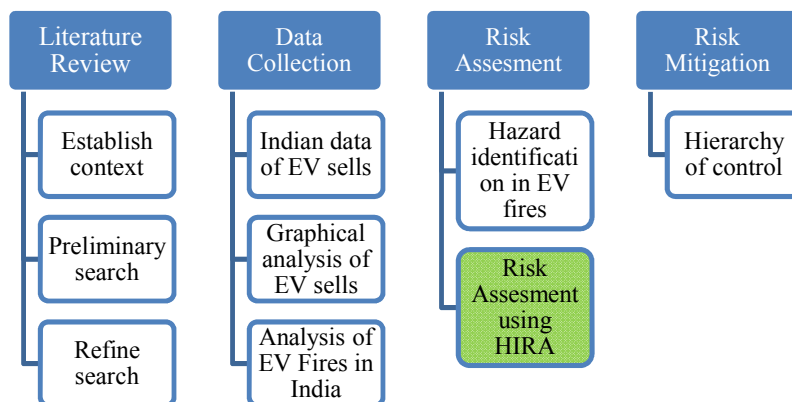 Literature
Review
Establish
context
Preliminary
search
Refine
search
Data
Collection
Indian data
of EV sells
Graphical
analysis of
EV sells
Analysis of
EV Fires in
India
Risk
Assesment
Hazard
identificati
on in EV
fires
Risk
Assesment
using
HIRA
Risk
Mitigation
Hierarchy
of control